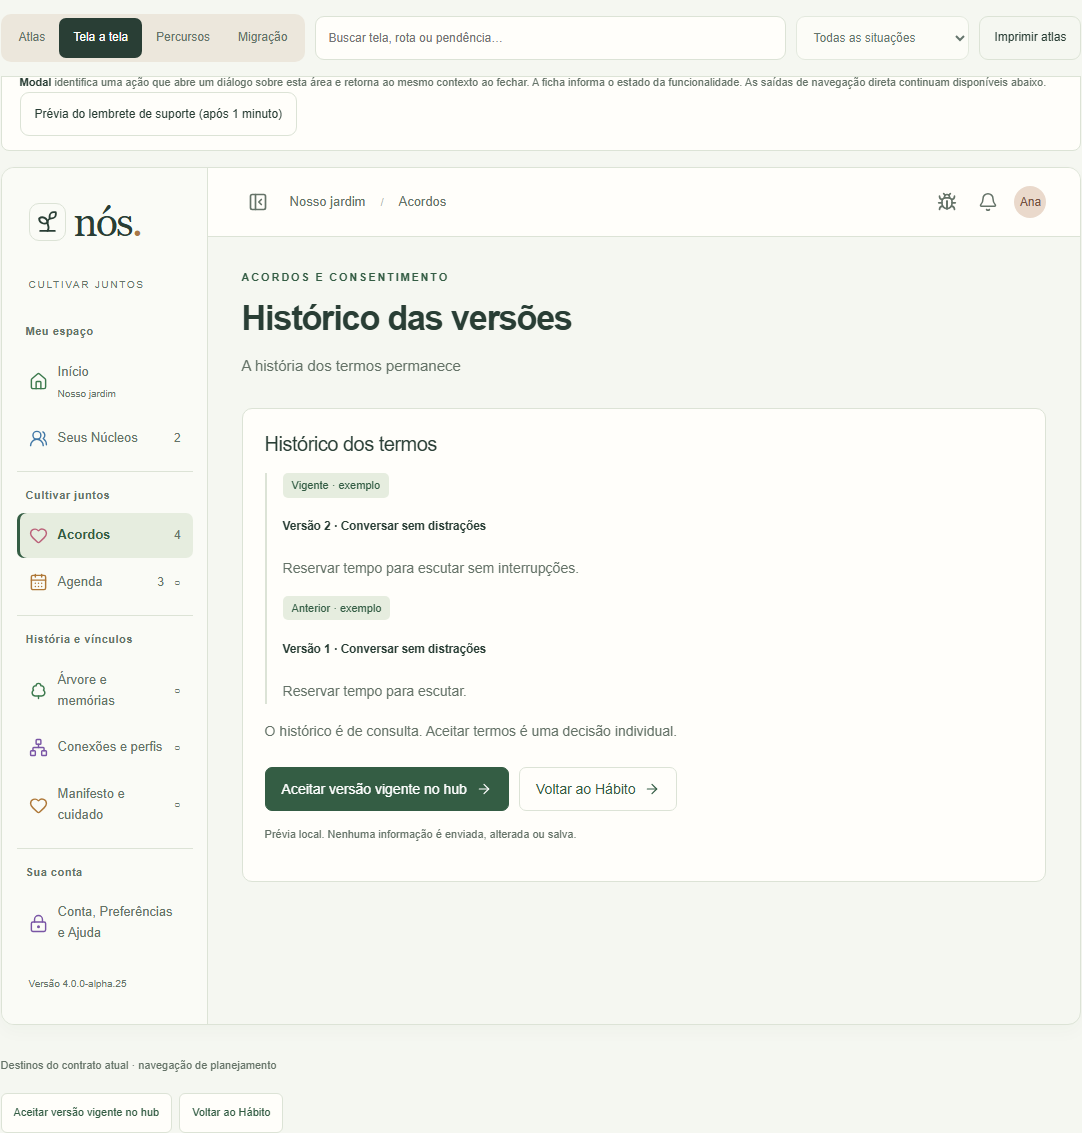 Atlas
Tela a tela
Percursos
Migração
Buscar tela, rota ou pendência...
Todas as situações
Imprimir atlas
Modal identifica uma ação que abre um diálogo sobre esta área e retorna ao mesmo contexto ao fechar. A ficha informa o estado da funcionalidade. As saídas de navegação direta continuam disponíveis abaixo.
Prévia do lembrete de suporte (após 1 minuto)
nós.
CULTIVAR JUNTOS
Meu espaço
Início
Nosso jardim
Seus Núcleos 2
Cultivar juntos
Acordos 4
Agenda 3
História e vínculos
Árvore e
memórias
Conexões e perfis
Manifesto e
cuidado
Sua conta
Conta, Preferências
e Ajuda
Versão 4.0.0-alpha.25
Nosso jardim / Acordos
Ana
ACORDOS E CONSENTIMENTO
Histórico das versões
A história dos termos permanece
Histórico dos termos
Vigente · exemplo
Versão 2 · Conversar sem distrações
Reservar tempo para escutar sem interrupções.
Anterior · exemplo
Versão 1 · Conversar sem distrações
Reservar tempo para escutar.
O histórico é de consulta. Aceitar termos é uma decisão individual.
Aceitar versão vigente no hub →
Voltar ao Hábito →
Prévia local. Nenhuma informação é enviada, alterada ou salva.
Destinos do contrato atual · navegação de planejamento
Aceitar versão vigente no hub
Voltar ao Hábito